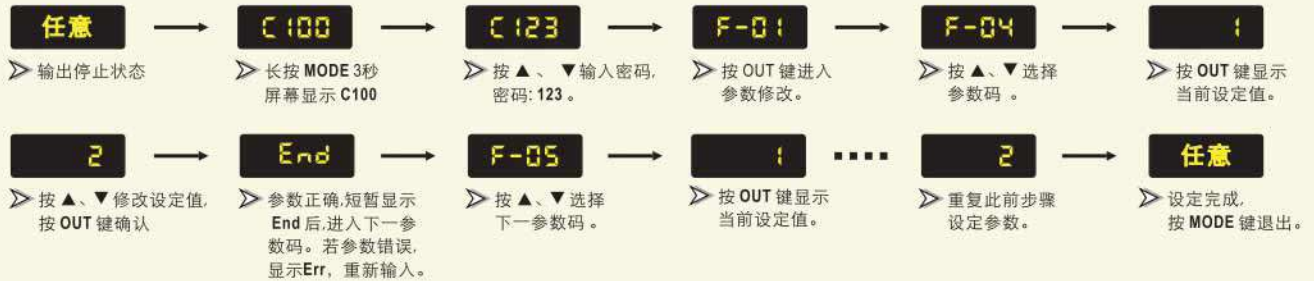 任意
C100
C123
F-01
F-04
1
输出停止状态
长按 MODE 3秒
屏幕显示 C100
按 ▲、▼输入密码,
密码: 123 。
按 OUT 键进入
参数修改。
按 ▲、▼ 选择
参数码 。
按 OUT 键显示
当前设定值。
2
End
F-05
1
2
任意
按 ▲、▼ 修改设定值,
按 OUT 键确认
参数正确,短暂显示
End 后,进入下一参
数码。若参数错误,
显示Err，重新输入。
按 ▲、▼ 选择
下一参数码 。
按 OUT 键显示
当前设定值。
重复此前步骤
设定参数。
设定完成,
按 MODE 键退出。